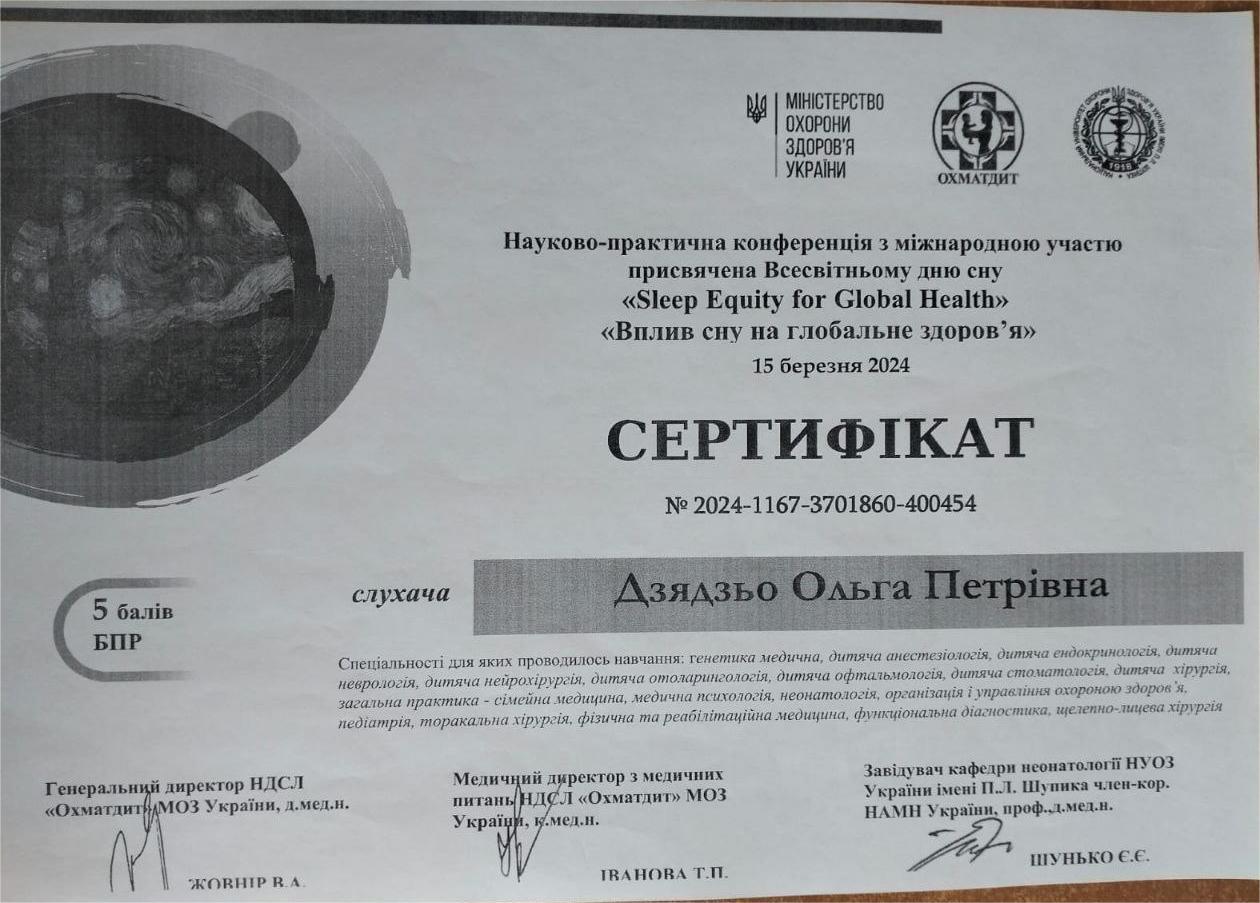 МІНІСТЕРСТВО
ОХОРОНИ
ЗДОРОВ'Я
УКРАЇНИ
ОХМАТДИТ
1918
Науково-практична конференція з міжнародною участю
присвячена Всесвітньому дню сну
«Sleep Equity for Global Health»
«Вплив сну на глобальне здоров’я»
15 березня 2024
СЕРТИФІКАТ
№ 2024-1167-3701860-400454
5 балів
БПР
слухача
Дзядзьо Ольга Петрівна
Спеціальності для яких проводилось навчання: генетика медична, дитяча анестезіологія, дитяча ендокринологія, дитяча
неврологія, дитяча нейрохірургія, дитяча отоларингологія, дитяча офтальмологія, дитяча стоматологія, дитяча хірургія,
загальна практика - сімейна медицина, медична психологія, неонатологія, організація і управління охороною здоров’я,
педіатрія, торакальна хірургія, фізична та реабілітаційна медицина, функціональна діагностика, щелепно-лицева хірургія
Генеральний директор НДСЛ
«Охматдит» МОЗ України, д.мед.н.
ЖОВНІР В.А.
Медичний директор з медичних
питань НДСЛ «Охматдит» МОЗ
України, к.мед.н.
ІВАНОВА Т.П.
Завідувач кафедри неонатології НУОЗ
України імені П.Л. Шупика член-кор.
НАМН України, проф.,д.мед.н.
ШУНЬКО Є.Є.